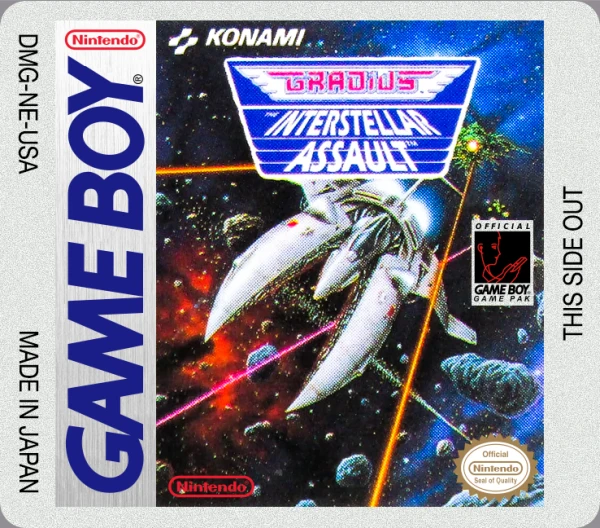 DMG-NE-USA
MADE IN JAPAN
Nintendo
GAME BOY®
KONAMI
GRADIUS
THE INTERSTELLAR
ASSAULT™
OFFICIAL
GAME BOY
GAME PAK
THIS SIDE OUT
Nintendo
Official
Nintendo
Seal of Quality